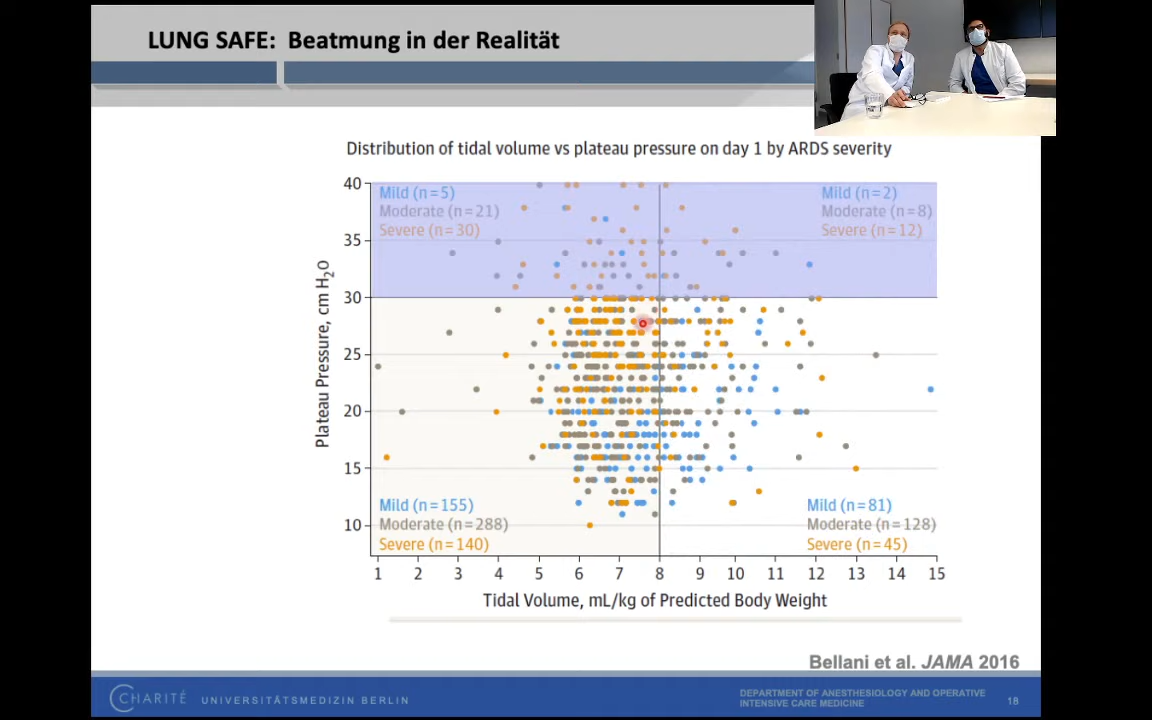 LUNG SAFE: Beatmung in der Realität
Distribution of tidal volume vs plateau pressure on day 1 by ARDS severity
Plateau Pressure, cm H₂O
40
35
30
25
20
15
10
Mild (n=5)
Moderate (n=21)
Severe (n=30)
Mild (n=2)
Moderate (n=8)
Severe (n=12)
Mild (n=155)
Moderate (n=288)
Severe (n=140)
Mild (n=81)
Moderate (n=128)
Severe (n=45)
1 2 3 4 5 6 7 8 9 10 11 12 13 14 15
Tidal Volume, mL/kg of Predicted Body Weight
Bellani et al. JAMA 2016
CHARITÉ UNIVERSITÄTSMEDIZIN BERLIN
DEPARTMENT OF ANESTHESIOLOGY AND OPERATIVE
INTENSIVE CARE MEDICINE
18